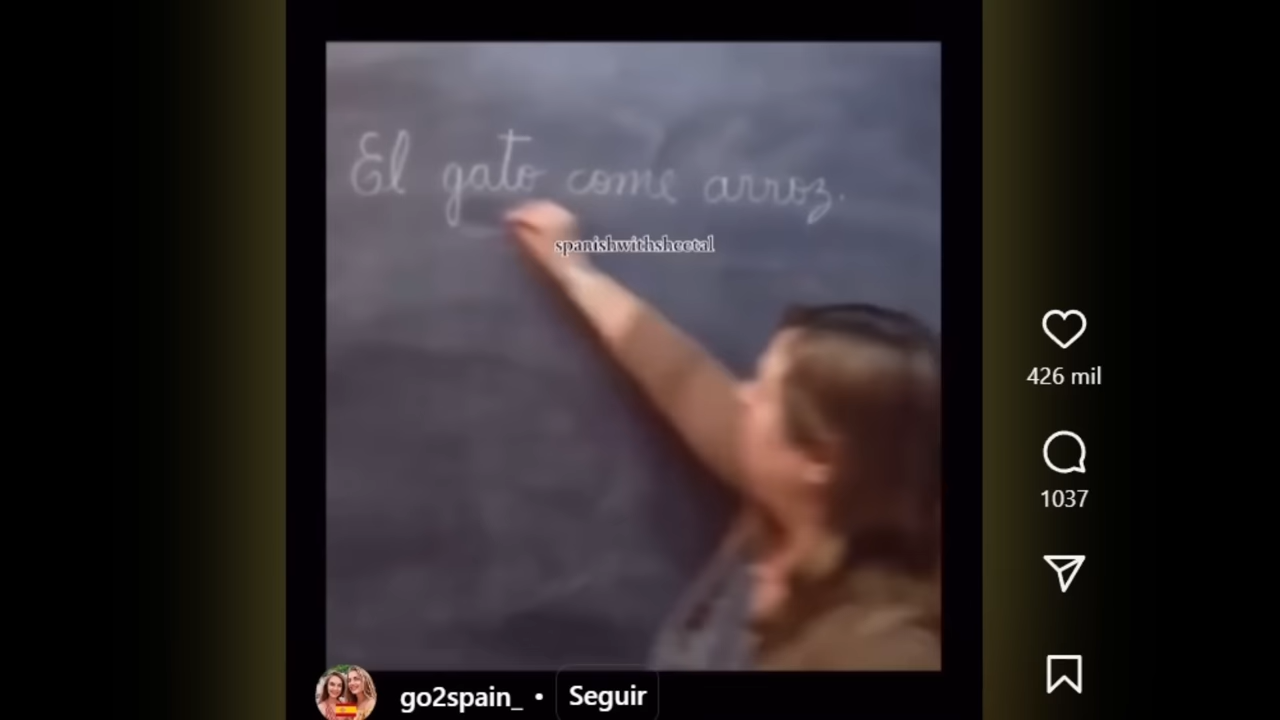 El gato come arroz.
spanishwithsheetal
426 mil
1037
go2spain_ • Seguir